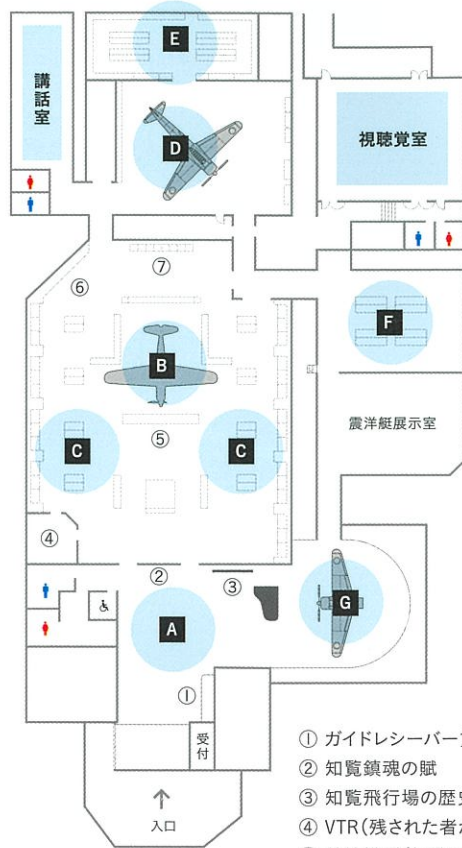 E
講話室
D
視聴覚室
⑦
⑥
F
B
震洋艇展示室
C
C
⑤
④
②
③
G
A
①
受付
入口
① ガイドレシーバー
② 知覧鎮魂の賦
③ 知覧飛行場の歴史
④ VTR(残された者